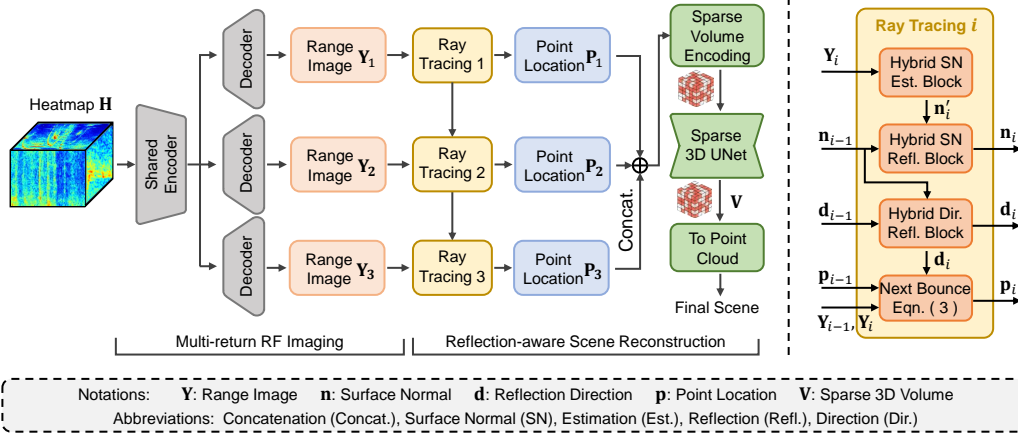 Heatmap H
Shared
Encoder
Decoder
Range
Image Y1
Ray
Tracing 1
Point
Location P1
Decoder
Range
Image Y2
Ray
Tracing 2
Point
Location P2
Decoder
Range
Image Y3
Ray
Tracing 3
Point
Location P3
Concat.
Sparse
Volume
Encoding
Sparse
3D UNet
V
To Point
Cloud
Final Scene
Multi-return RF Imaging
Reflection-aware Scene Reconstruction
Ray Tracing i
Yi
Hybrid SN
Est. Block
n′i
ni−1
Hybrid SN
Refl. Block
ni
di−1
Hybrid Dir.
Refl. Block
di
di
pi−1
Next Bounce
Eqn. ( 3 )
pi
Yi−1, Yi
Notations: Y: Range Image n: Surface Normal d: Reflection Direction p: Point Location V: Sparse 3D Volume
Abbreviations: Concatenation (Concat.), Surface Normal (SN), Estimation (Est.), Reflection (Refl.), Direction (Dir.)